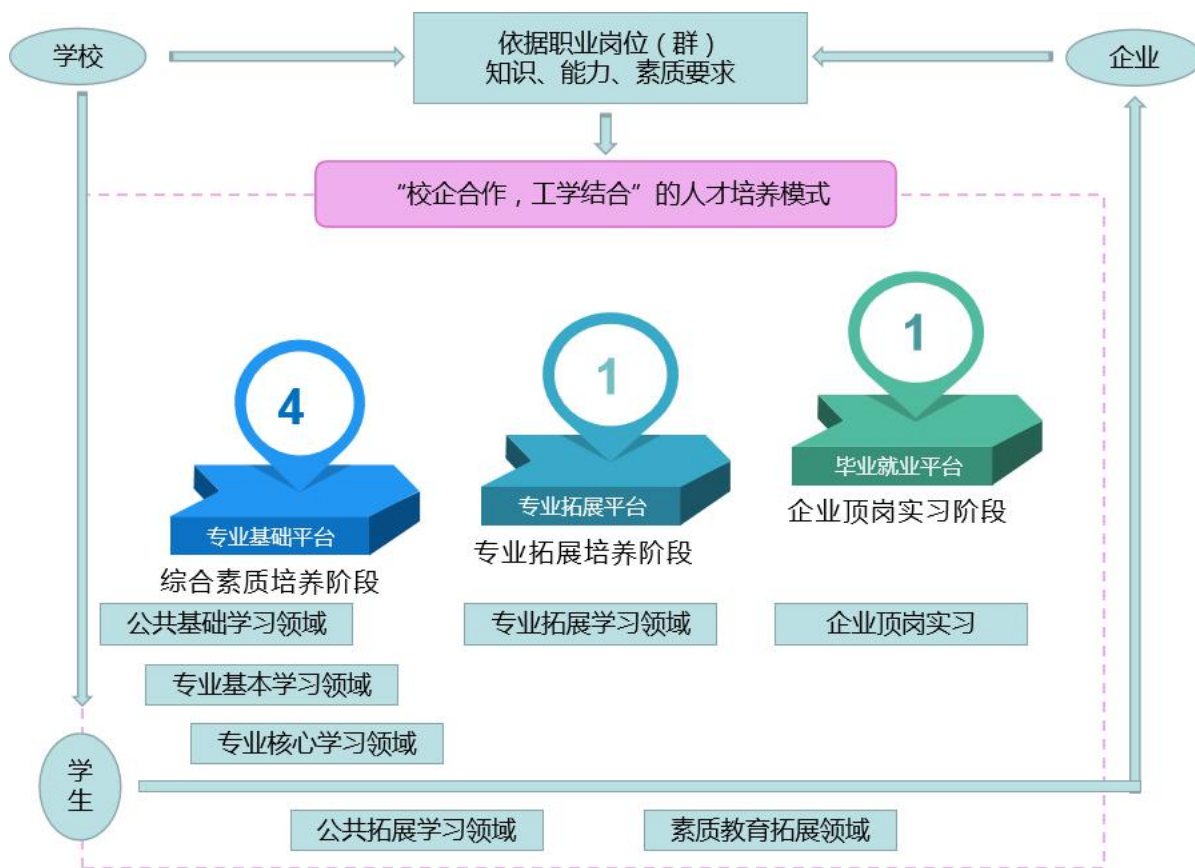 学校
依据职业岗位（群）
知识、能力、素质要求
企业
“校企合作，工学结合”的人才培养模式
4
专业基础平台
综合素质培养阶段
1
专业拓展平台
专业拓展培养阶段
1
毕业就业平台
企业顶岗实习阶段
公共基础学习领域
专业拓展学习领域
企业顶岗实习
专业基本学习领域
专业核心学习领域
学生
公共拓展学习领域
素质教育拓展领域